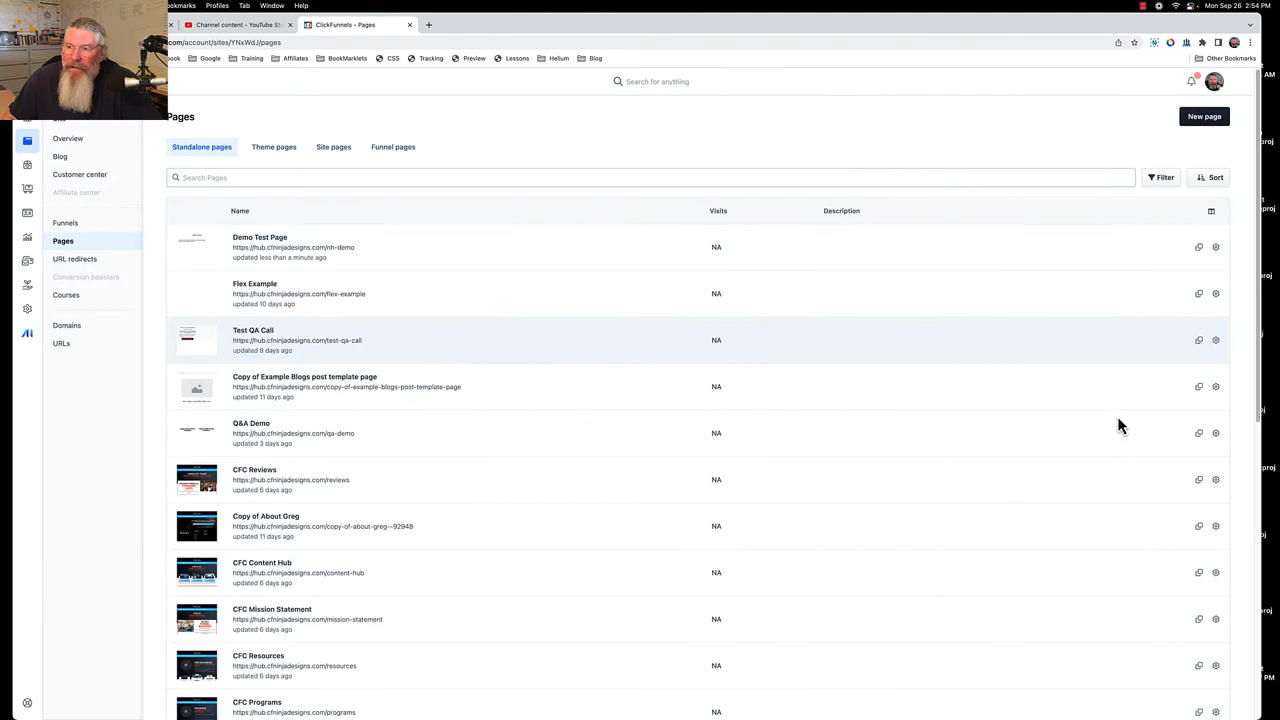 okmarks Profiles Tab Window Help
Mon Sep 26 2:54 PM
Channel content - YouTube St
ClickFunnels - Pages
com/account/sites/YNxWdJ/pages
book Google Training Affiliates BookMarklets CSS Tracking Preview Lessons Helium Blog Other Bookmarks
Search for anything
Pages
New page
Overview
Blog
Customer center
Affiliate center
Funnels
Pages
URL redirects
Conversion boosters
Courses
Domains
URLs
Standalone pages Theme pages Site pages Funnel pages
Search Pages
Filter
Sort
Name Visits Description
Demo Test Page
https://hub.cfninjadesigns.com/nh-demo NA
updated less than a minute ago
Flex Example
https://hub.cfninjadesigns.com/flex-example NA
updated 10 days ago
Test QA Call
https://hub.cfninjadesigns.com/test-qa-call NA
updated 8 days ago
Copy of Example Blogs post template page
https://hub.cfninjadesigns.com/copy-of-example-blogs-post-template-page NA
updated 11 days ago
Q&A Demo
https://hub.cfninjadesigns.com/qa-demo NA
updated 3 days ago
CFC Reviews
https://hub.cfninjadesigns.com/reviews NA
updated 6 days ago
Copy of About Greg
https://hub.cfninjadesigns.com/copy-of-about-greg--92948 NA
updated 11 days ago
CFC Content Hub
https://hub.cfninjadesigns.com/content-hub NA
updated 6 days ago
CFC Mission Statement
https://hub.cfninjadesigns.com/mission-statement NA
updated 6 days ago
CFC Resources
https://hub.cfninjadesigns.com/resources NA
updated 6 days ago
CFC Programs
https://hub.cfninjadesigns.com/programs NA